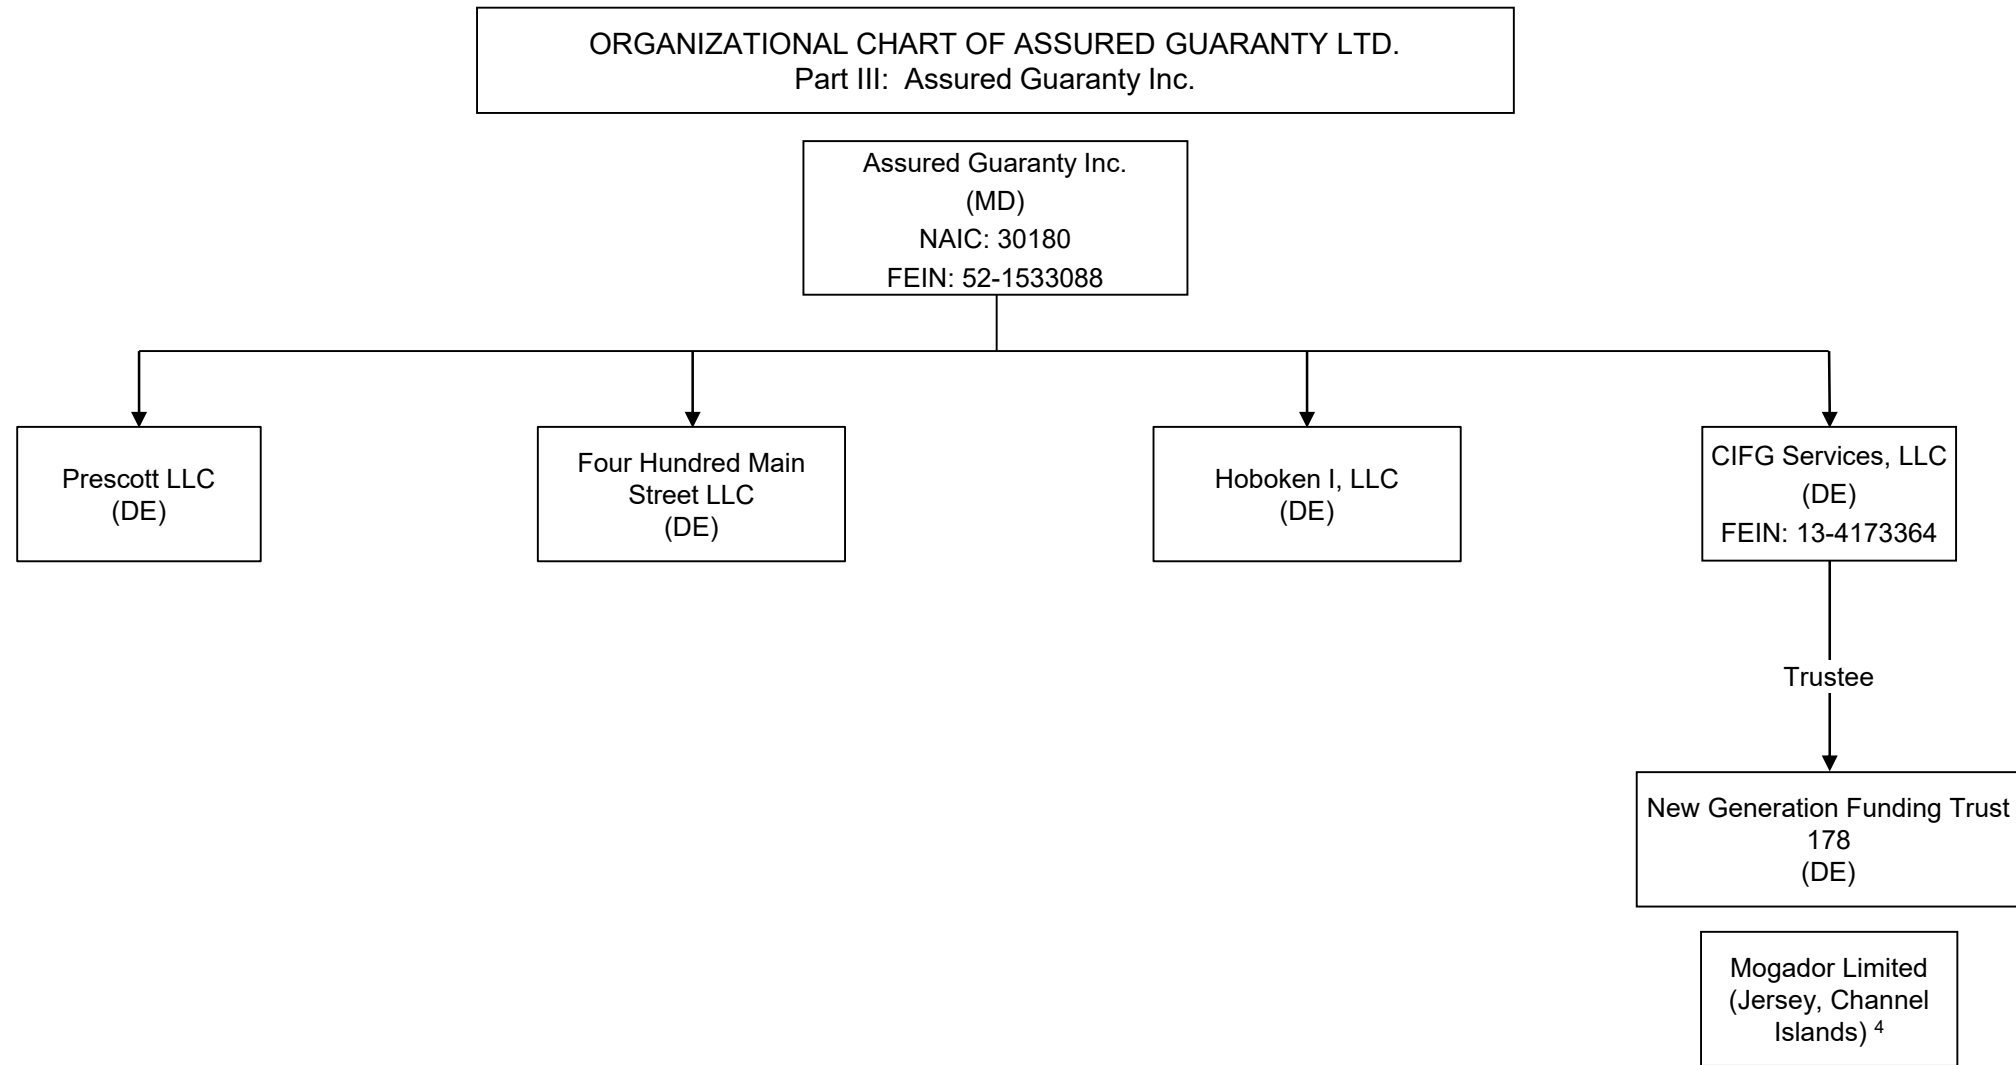 ORGANIZATIONAL CHART OF ASSURED GUARANTY LTD.
Part III:  Assured Guaranty Inc.
Assured Guaranty Inc.
(MD)
NAIC: 30180
FEIN: 52-1533088
Prescott LLC
(DE)
Four Hundred Main
Street LLC
(DE)
Hoboken I, LLC
(DE)
CIFG Services, LLC
(DE)
FEIN: 13-4173364
Trustee
New Generation Funding Trust
178
(DE)
Mogador Limited
(Jersey, Channel
Islands) ⁴